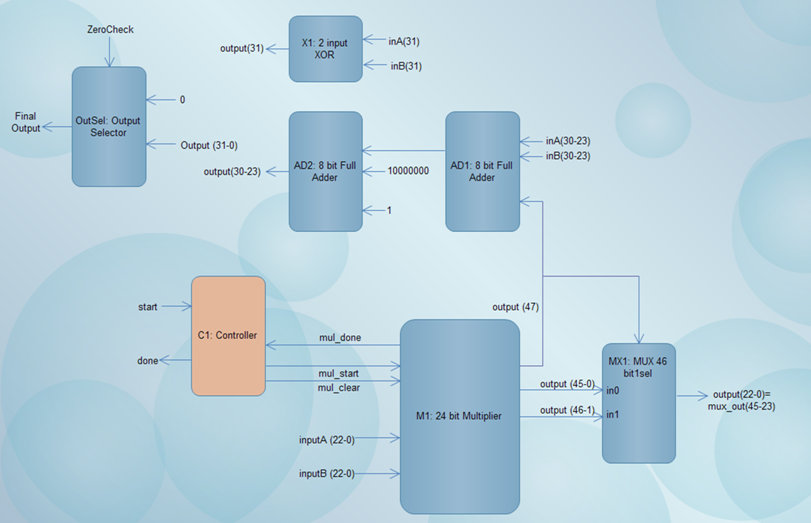 ZeroCheck
output(31)
X1: 2 input
XOR
inA(31)
inB(31)
Final
Output
OutSel: Output
Selector
0
Output (31-0)
output(30-23)
AD2: 8 bit Full
Adder
10000000
1
AD1: 8 bit Full
Adder
inA(30-23)
inB(30-23)
start
done
C1: Controller
mul_done
mul_start
mul_clear
inputA (22-0)
inputB (22-0)
M1: 24 bit Multiplier
output (47)
output (45-0)
output (46-1)
MX1: MUX 46
bit1sel
in0
in1
output(22-0)=
mux_out(45-23)